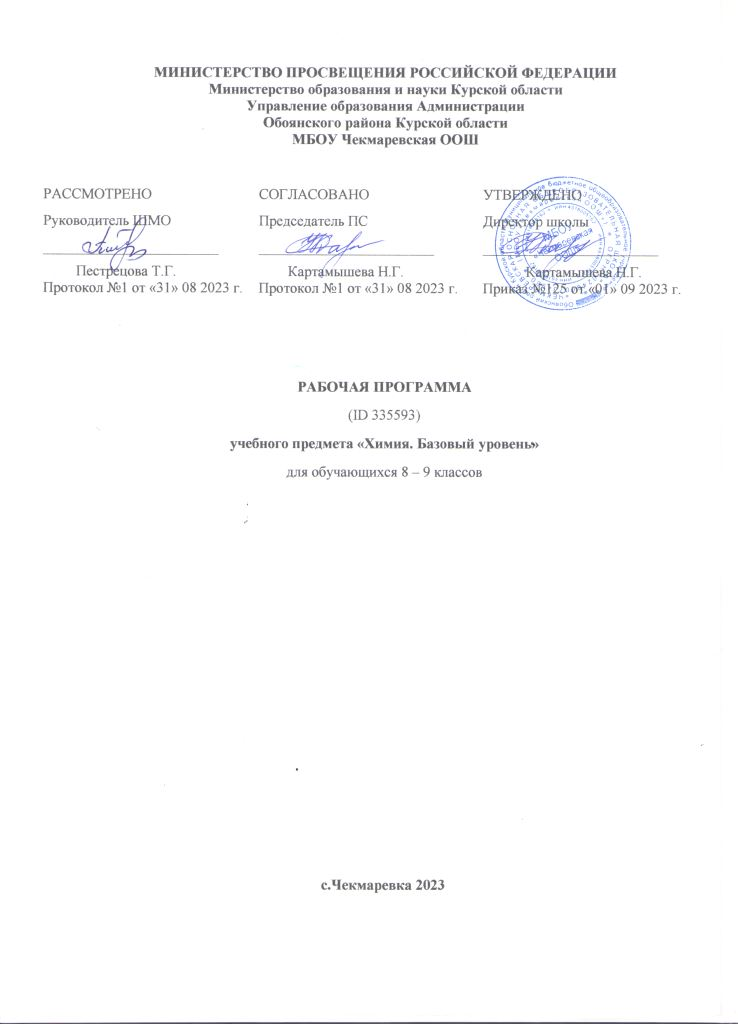 МИНИСТЕРСТВО ПРОСВЕЩЕНИЯ РОССИЙСКОЙ ФЕДЕРАЦИИ
Министерство образования и науки Курской области
Управление образования Администрации
Обоянского района Курской области
МБОУ Чекмаревская ООШ
РАССМОТРЕНО
Руководитель ШМО
Пестрецова Т.Г.
Протокол №1 от «31» 08 2023 г.
СОГЛАСОВАНО
Председатель ПС
Картамышева Н.Г.
Протокол №1 от «31» 08 2023 г.
УТВЕРЖДЕНО
Директор школы
Картамышева Н.Г.
Приказ №125 от «01» 09 2023 г.
РАБОЧАЯ ПРОГРАММА
(ID 335593)
учебного предмета «Химия. Базовый уровень»
для обучающихся 8 – 9 классов
с.Чекмаревка 2023